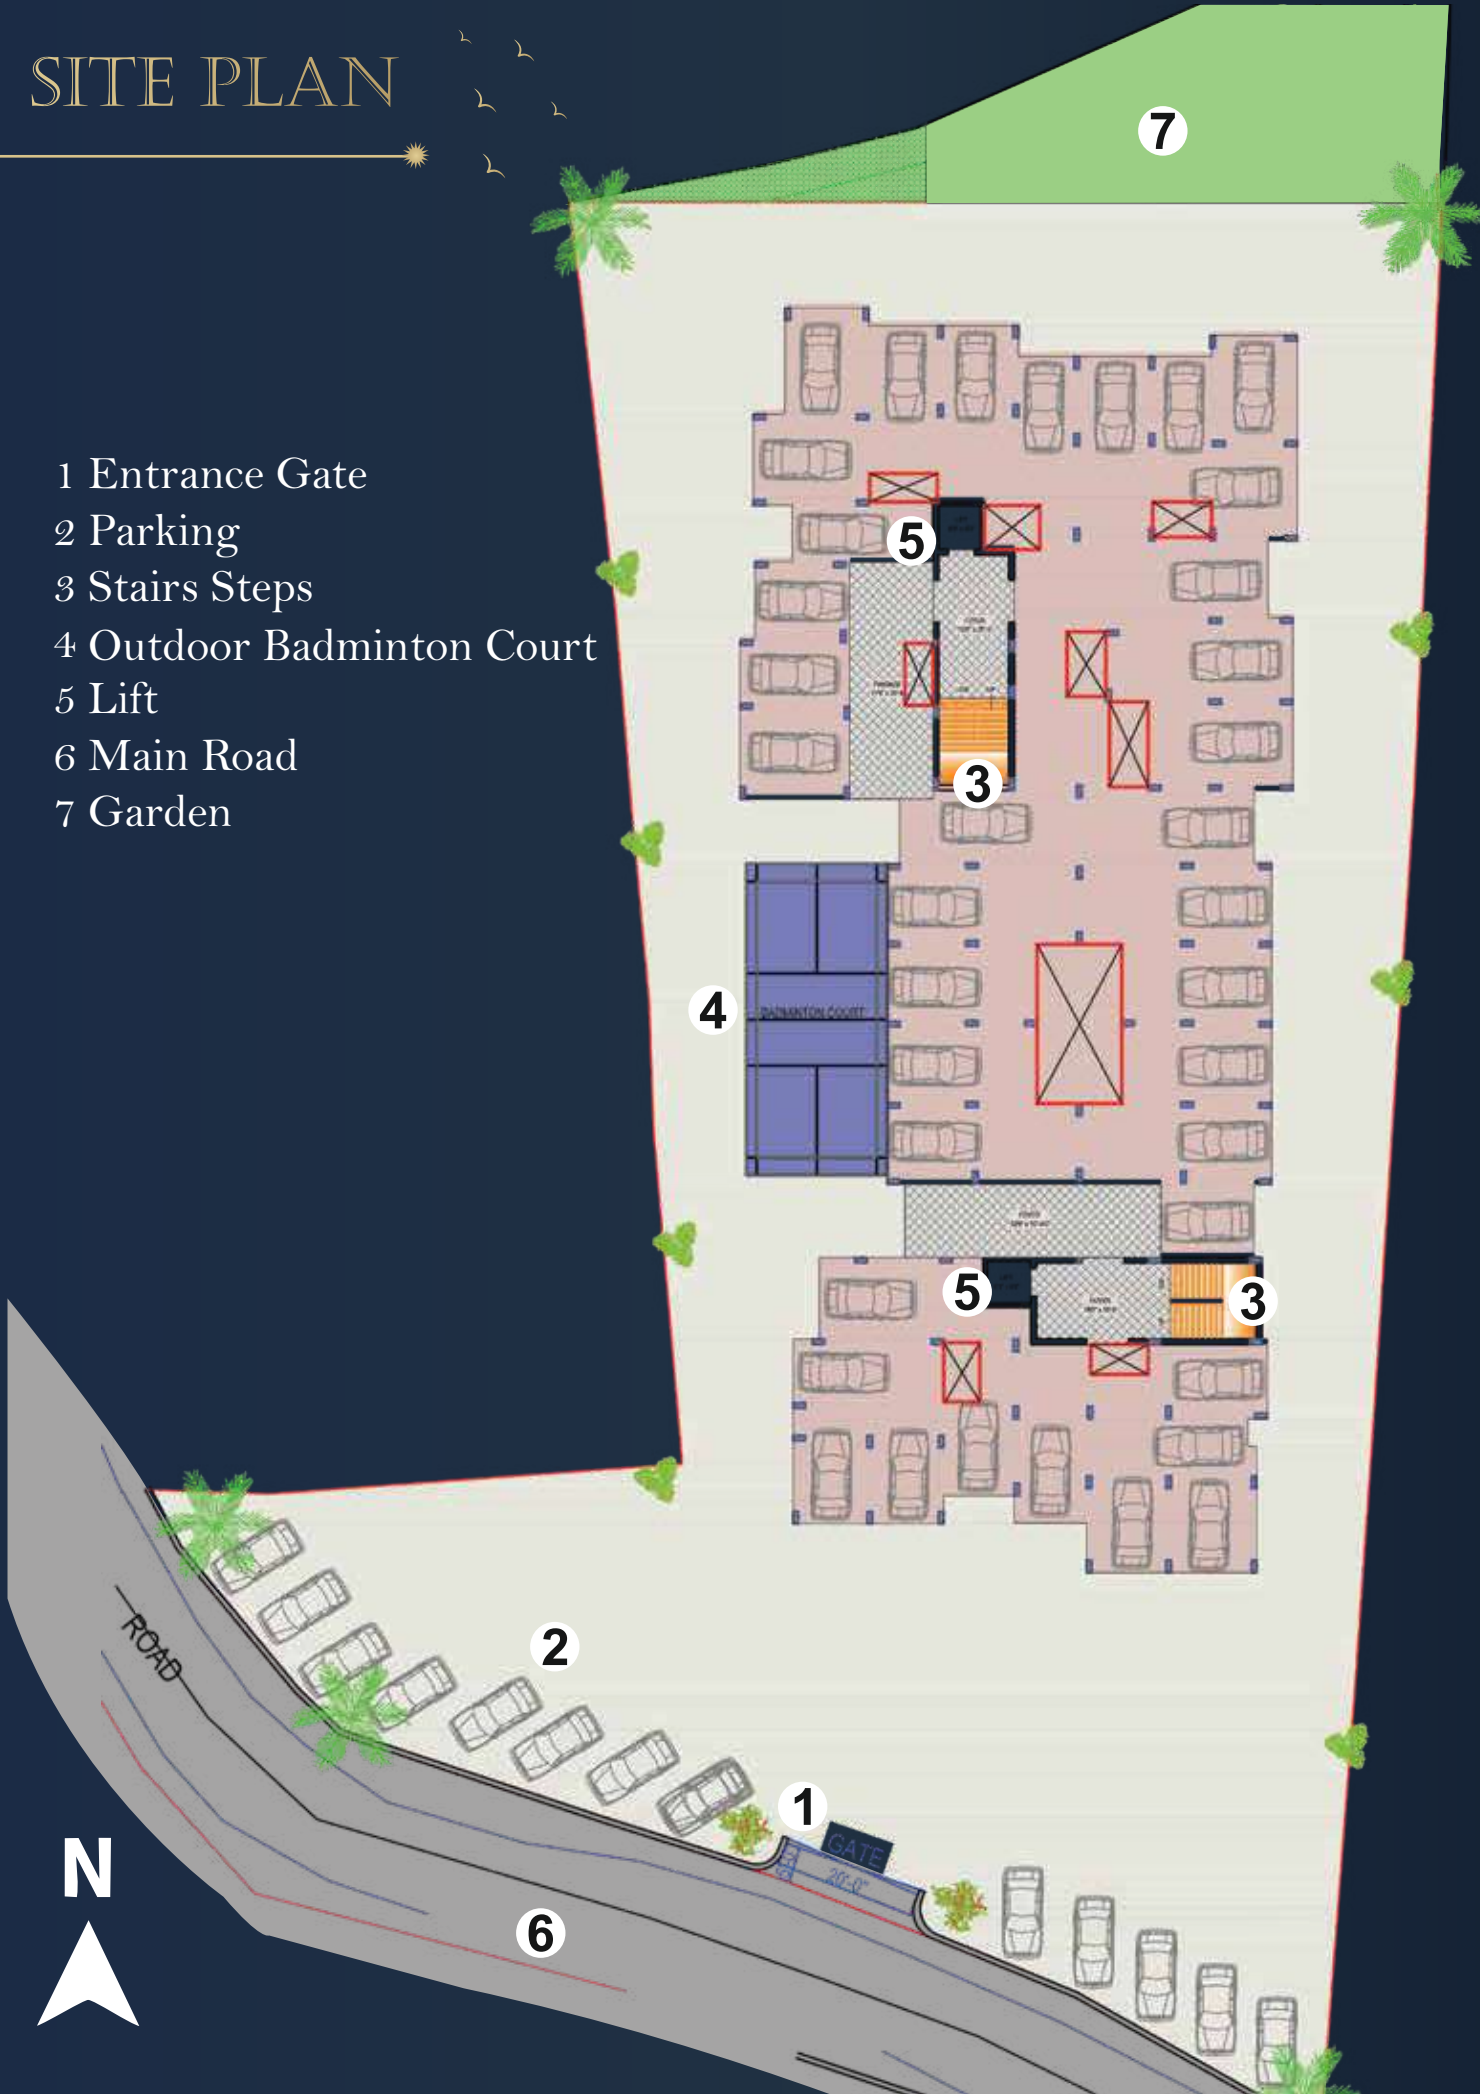 SITE PLAN
7
1 Entrance Gate
2 Parking
3 Stairs Steps
4 Outdoor Badminton Court
5 Lift
6 Main Road
7 Garden
5
3
4
BADMINTON COURT
5
3
2
ROAD
1
GATE
20'-0"
N
6